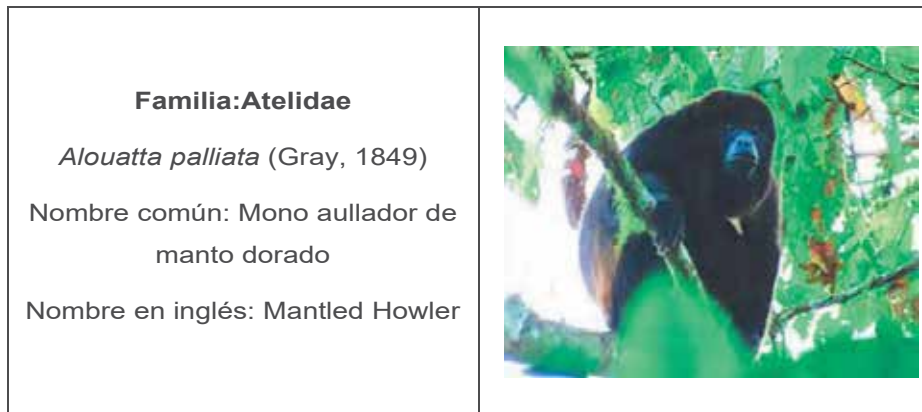 Familia:Atelidae
Alouatta palliata (Gray, 1849)
Nombre común: Mono aullador de
manto dorado
Nombre en inglés: Mantled Howler